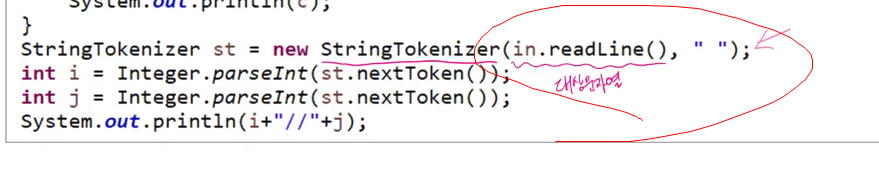 System.out.println(c);
}
StringTokenizer st = new StringTokenizer(in.readLine(), " ");
int i = Integer.parseInt(st.nextToken());
대상문자열
int j = Integer.parseInt(st.nextToken());
System.out.println(i+"//"+j);